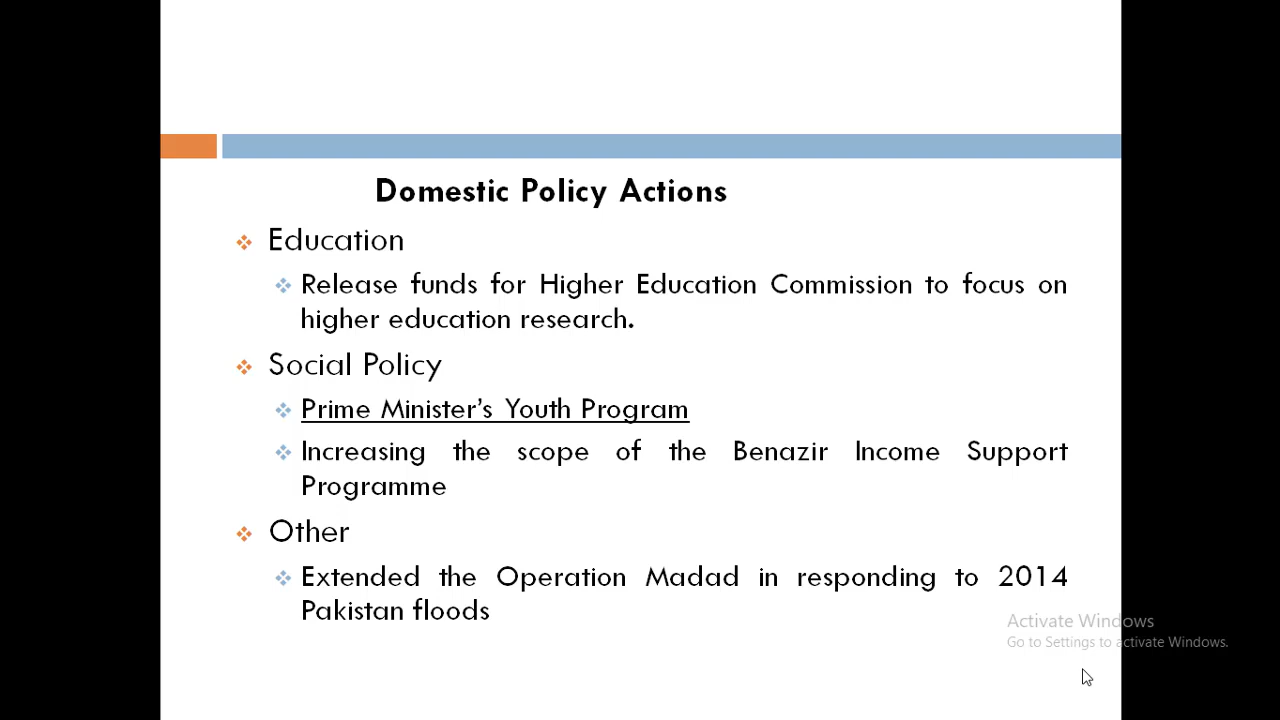 Domestic Policy Actions
Education
Release funds for Higher Education Commission to focus on
higher education research.
Social Policy
Prime Minister’s Youth Program
Increasing the scope of the Benazir Income Support
Programme
Other
Extended the Operation Madad in responding to 2014
Pakistan floods
Activate Windows
Go to Settings to activate Windows.